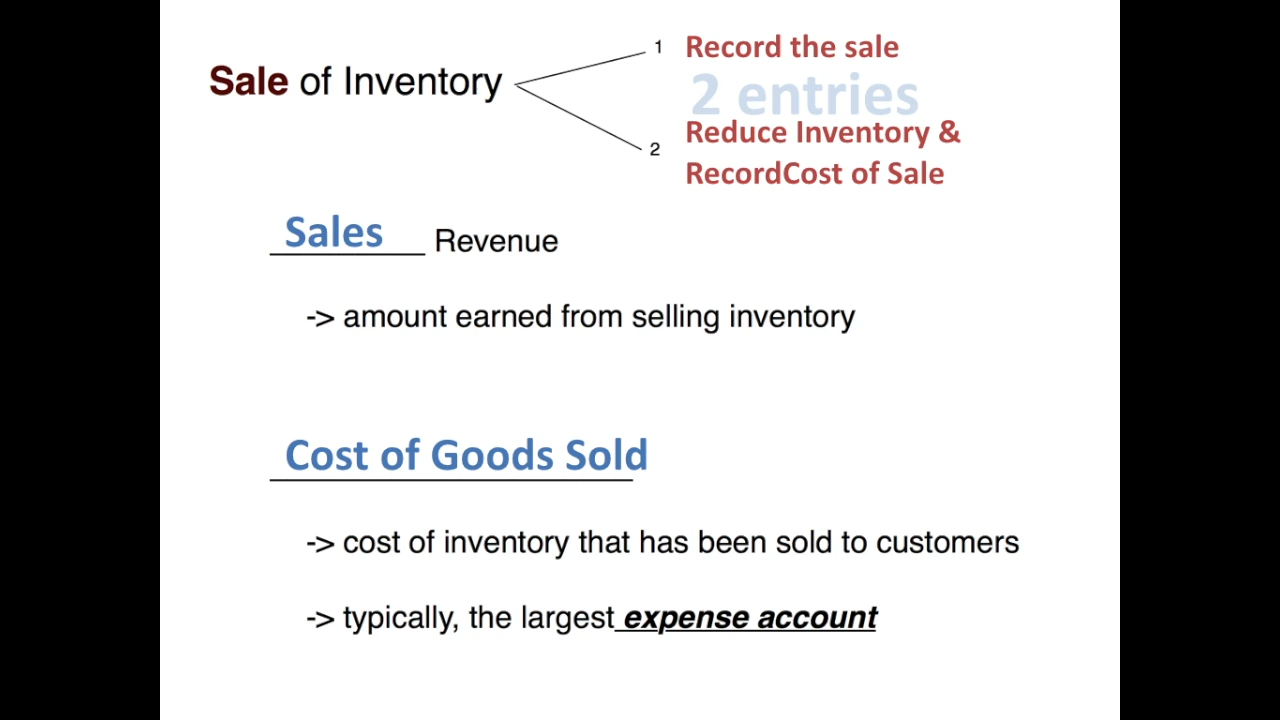 Sale of Inventory
1 Record the sale
2 entries
2 Reduce Inventory &
RecordCost of Sale
Sales Revenue
-> amount earned from selling inventory
Cost of Goods Sold
-> cost of inventory that has been sold to customers
-> typically, the largest expense account